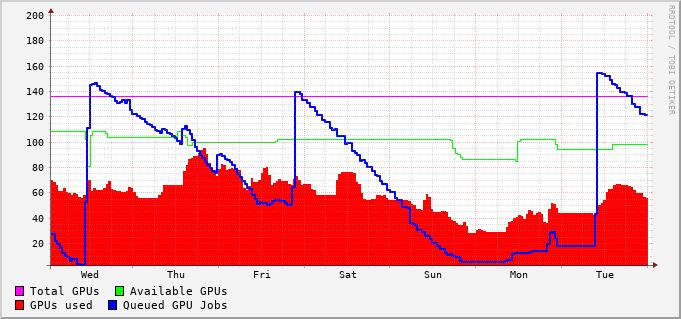 200
180
160
140
120
100
80
60
40
20
Wed Thu Fri Sat Sun Mon Tue
Total GPUs Available GPUs
GPUs used Queued GPU Jobs
RRDTOOL / TOBI OETIKER